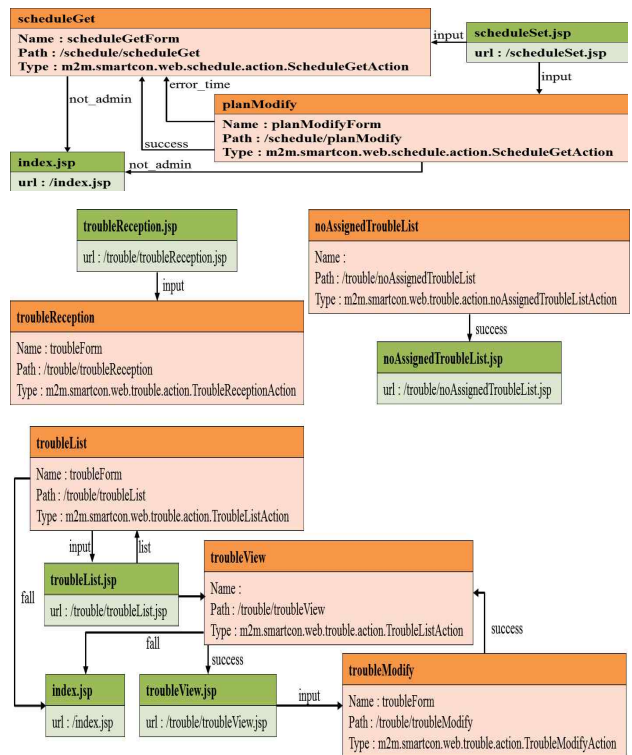 scheduleGet
Name : scheduleGetForm
Path : /schedule/scheduleGet
Type : m2m.smartcon.web.schedule.action.ScheduleGetAction
input
scheduleSet.jsp
url : /scheduleSet.jsp
input
not_admin
error_time
success
planModify
Name : planModifyForm
Path : /schedule/planModify
Type : m2m.smartcon.web.schedule.action.ScheduleGetAction
index.jsp
url : /index.jsp
not_admin
troubleReception.jsp
url : /trouble/troubleReception.jsp
input
troubleReception
Name : troubleForm
Path : /trouble/troubleReception
Type : m2m.smartcon.web.trouble.action.TroubleReceptionAction
noAssignedTroubleList
Name :
Path : /trouble/noAssignedTroubleList
Type : m2m.smartcon.web.trouble.action.noAssignedTroubleListAction
success
noAssignedTroubleList.jsp
url : /trouble/noAssignedTroubleList.jsp
troubleList
Name : troubleForm
Path : /trouble/troubleList
Type : m2m.smartcon.web.trouble.action.TroubleListAction
input
list
fall
troubleList.jsp
url : /trouble/troubleList.jsp
troubleView
Name :
Path : /trouble/troubleView
Type : m2m.smartcon.web.trouble.action.TroubleListAction
fall
success
success
index.jsp
url : /index.jsp
troubleView.jsp
url : /trouble/troubleView.jsp
input
troubleModify
Name : troubleForm
Path : /trouble/troubleModify
Type : m2m.smartcon.web.trouble.action.TroubleModifyAction